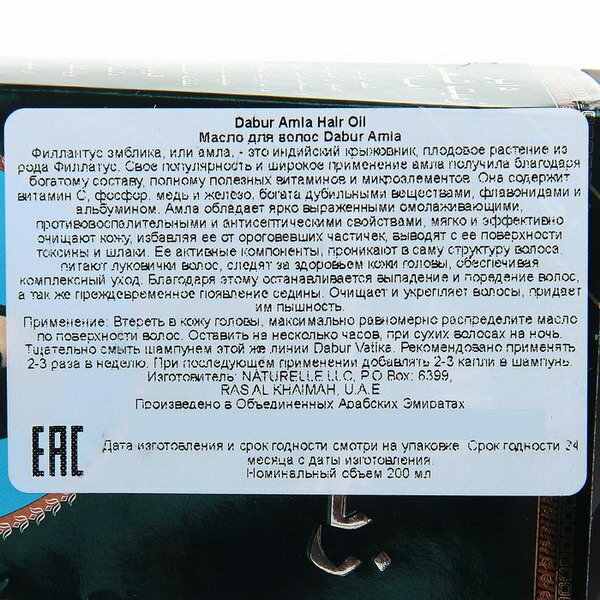 Dabur Amla Hair Oil
Масло для волос Dabur Amla
Филлантус эмблика, или амла, - это индийский крыжовник, плодовое растение из
рода Филлатус. Свое популярность и широкое применение амла получила благодаря
богатому составу, полному полезных витаминов и микроэлементов. Она содержит
витамин С, фосфор, медь и железо, богата дубильными веществами, флавонидами и
альбумином. Амла обладает ярко выраженными омолаживающими,
противовоспалительными и антисептическими свойствами, мягко и эффективно
очищают кожу, избавляя ее от ороговевших частичек, выводят с ее поверхности
токсины и шлаки. Ее активные компоненты, проникают в саму структуру волоса,
питают луковички волос, следят за здоровьем кожи головы, обеспечивая
комплексный уход. Благодаря этому останавливается выпадение и поредение волос,
а так же преждевременное появление седины. Очищает и укрепляет волосы, придает
им пышность.
Применение: Втереть в кожу головы, максимально равномерно распределите масло
по поверхности волос. Оставить на несколько часов, при сухих волосах на ночь.
Тщательно смыть шампунем этой же линии Dabur Vatika. Рекомендовано применять
2-3 раза в неделю. При последующем применении добавлять 2-3 капли в шампунь.
Изготовитель: NATURELLE LLC, P.O Box: 6399,
RAS AL KHAIMAH, U.A.E
Произведено в Объединенных Арабских Эмиратах
EAC
Дата изготовления и срок годности смотри на упаковке. Срок годности 24
месяца с даты изготовления.
Номинальный объем 200 мл